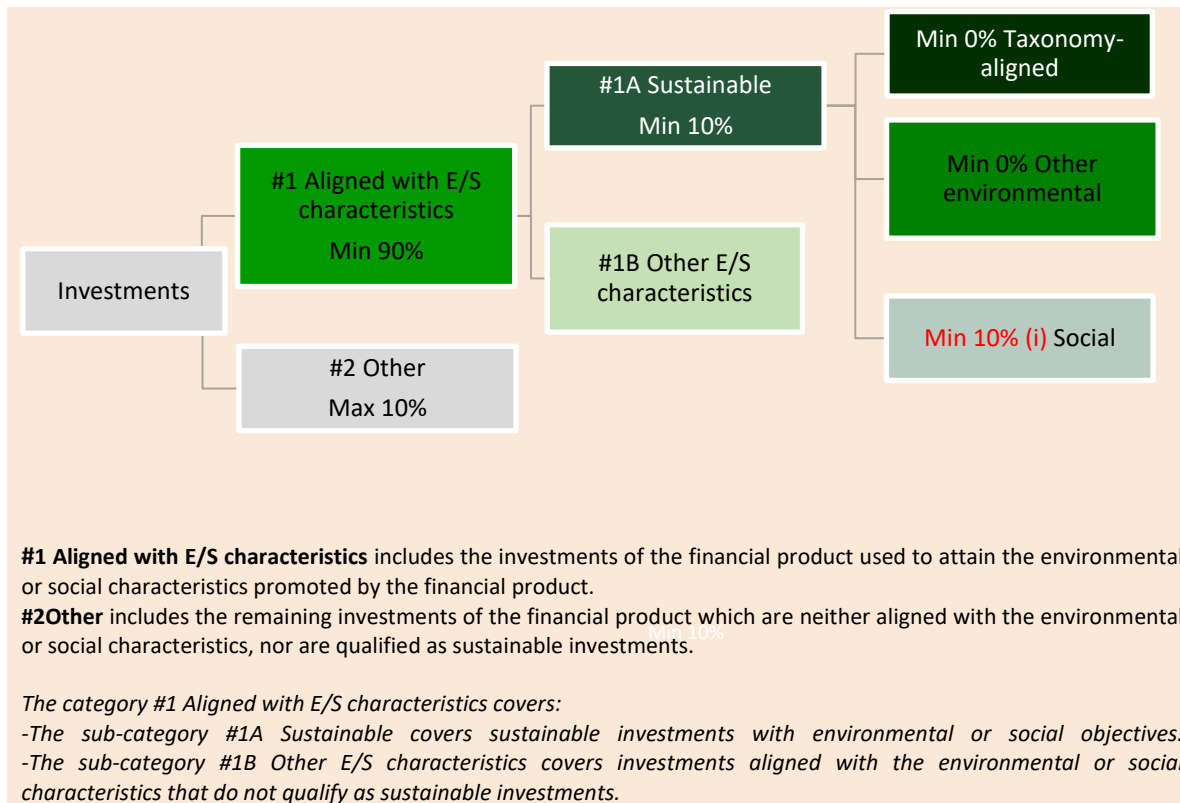 Min 0% Taxonomy-
aligned
#1A Sustainable
Min 10%
#1 Aligned with E/S
characteristics
Min 90%
Min 0% Other
environmental
Investments
#1B Other E/S
characteristics
Min 10% (i) Social
#2 Other
Max 10%
#1 Aligned with E/S characteristics includes the investments of the financial product used to attain the environmental
or social characteristics promoted by the financial product.
#2Other includes the remaining investments of the financial product which are neither aligned with the environmental
or social characteristics, nor are qualified as sustainable investments.
Min 10%
The category #1 Aligned with E/S characteristics covers:
-The sub-category #1A Sustainable covers sustainable investments with environmental or social objectives.
-The sub-category #1B Other E/S characteristics covers investments aligned with the environmental or social
characteristics that do not qualify as sustainable investments.